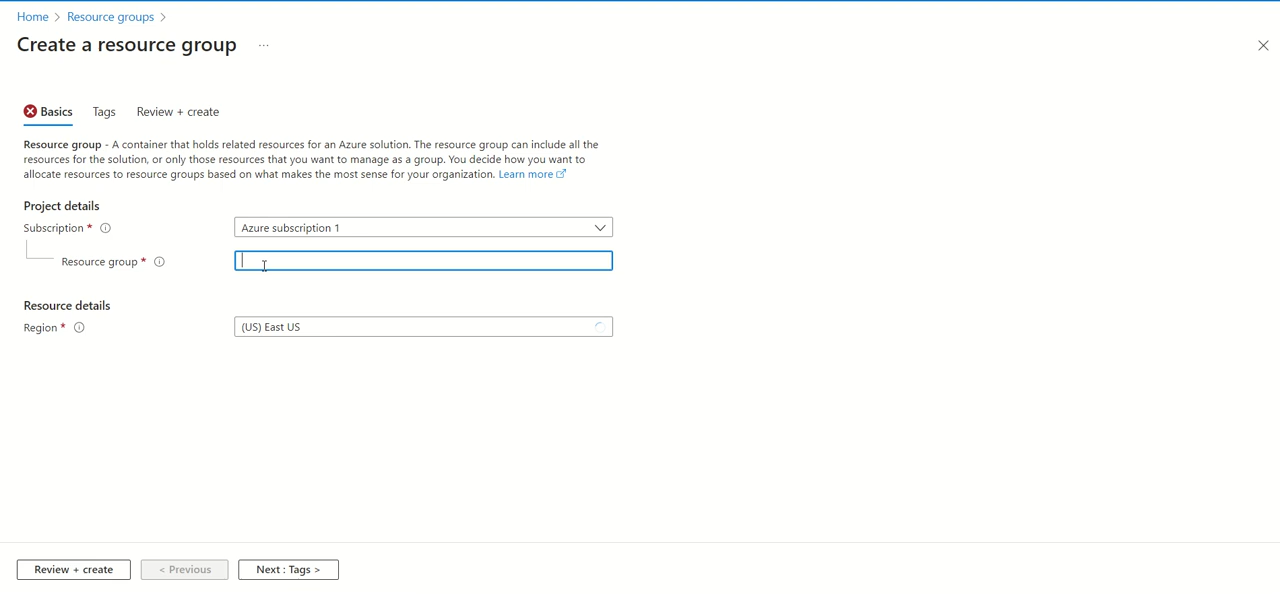 Home > Resource groups >
Create a resource group ...
Basics Tags Review + create
Resource group - A container that holds related resources for an Azure solution. The resource group can include all the
resources for the solution, or only those resources that you want to manage as a group. You decide how you want to
allocate resources to resource groups based on what makes the most sense for your organization. Learn more
Project details
Subscription * Azure subscription 1
Resource group *
Resource details
Region * (US) East US
Review + create < Previous Next : Tags >